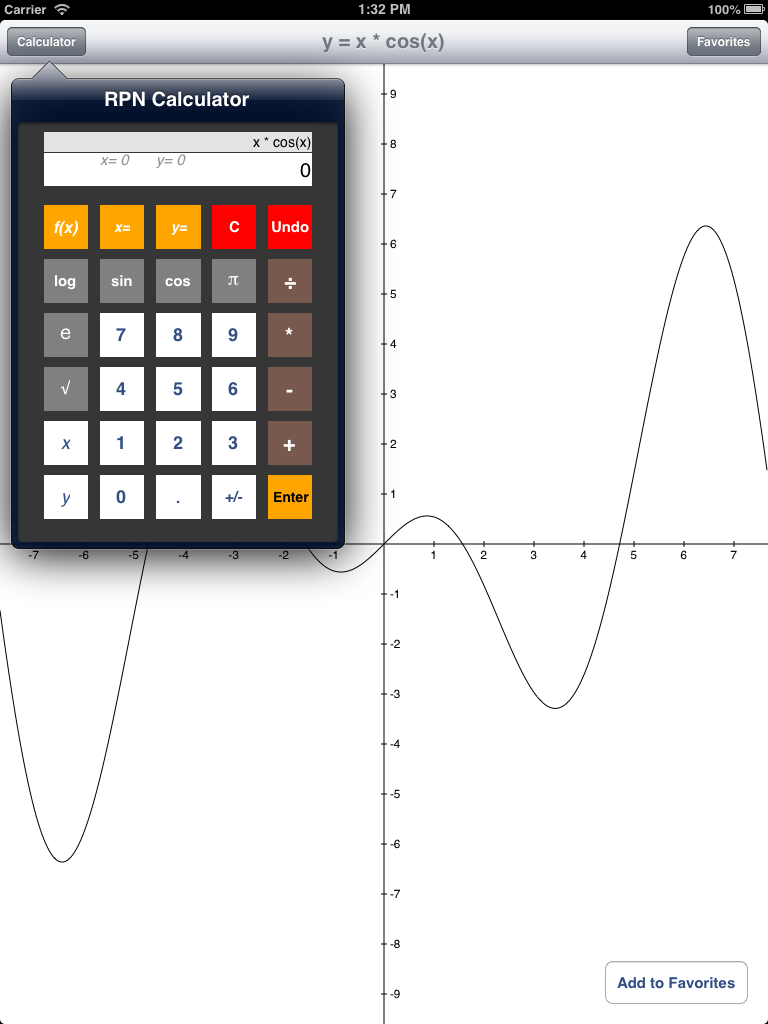 Carrier 1:32 PM 100%
Calculator y = x * cos(x) Favorites
RPN Calculator
x * cos(x)
x= 0 y= 0
0
f(x) x= y= C Undo
log sin cos π ÷
e 7 8 9 *
√ 4 5 6 -
x 1 2 3 +
y 0 . +/- Enter
9
8
7
6
5
4
3
2
1
-7 -6 -5 -4 -3 -2 -1 1 2 3 4 5 6 7
-1
-2
-3
-4
-5
-6
-7
-8
-9
Add to Favorites